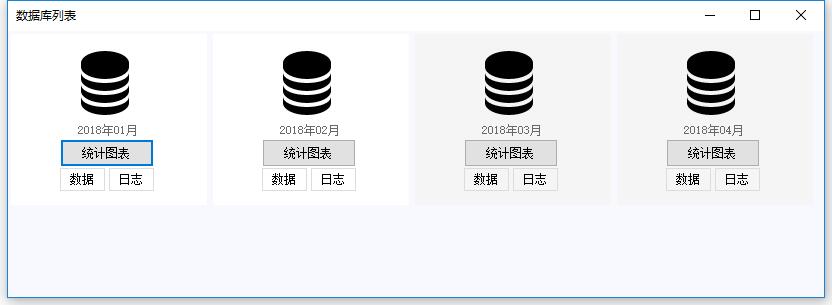 数据库列表
2018年01月 2018年02月 2018年03月 2018年04月
统计图表 统计图表 统计图表 统计图表
数据 日志 数据 日志 数据 日志 数据 日志